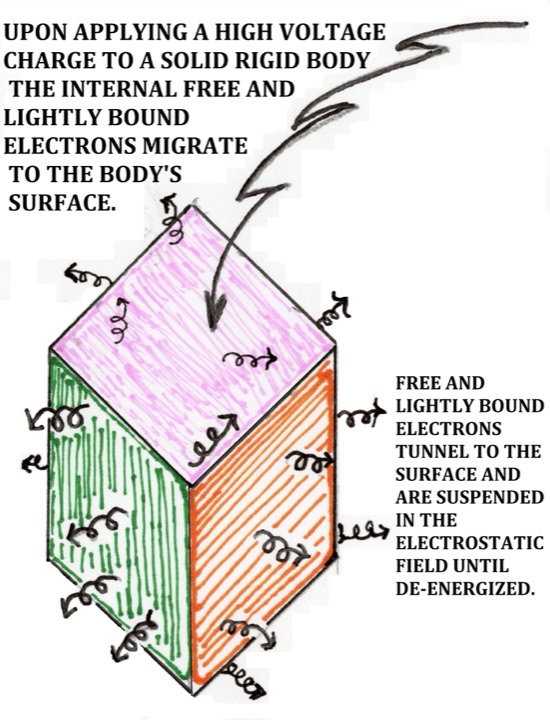 UPON APPLYING A HIGH VOLTAGE
CHARGE TO A SOLID RIGID BODY
THE INTERNAL FREE AND
LIGHTLY BOUND
ELECTRONS MIGRATE
TO THE BODY'S
SURFACE.
FREE AND
LIGHTLY BOUND
ELECTRONS
TUNNEL TO THE
SURFACE AND
ARE SUSPENDED
IN THE
ELECTROSTATIC
FIELD UNTIL
DE-ENERGIZED.